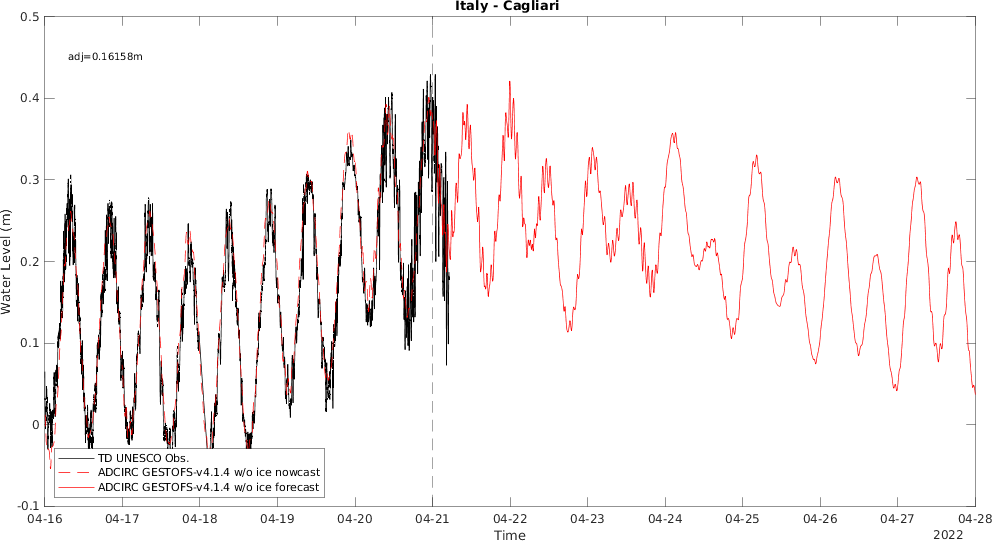 Italy - Cagliari
adj=0.16158m
Water Level (m)
0.5
0.4
0.3
0.2
0.1
0
-0.1
TD UNESCO Obs.
ADCIRC GESTOFS-v4.1.4 w/o ice nowcast
ADCIRC GESTOFS-v4.1.4 w/o ice forecast
04-16 04-17 04-18 04-19 04-20 04-21 04-22 04-23 04-24 04-25 04-26 04-27 04-28
Time
2022